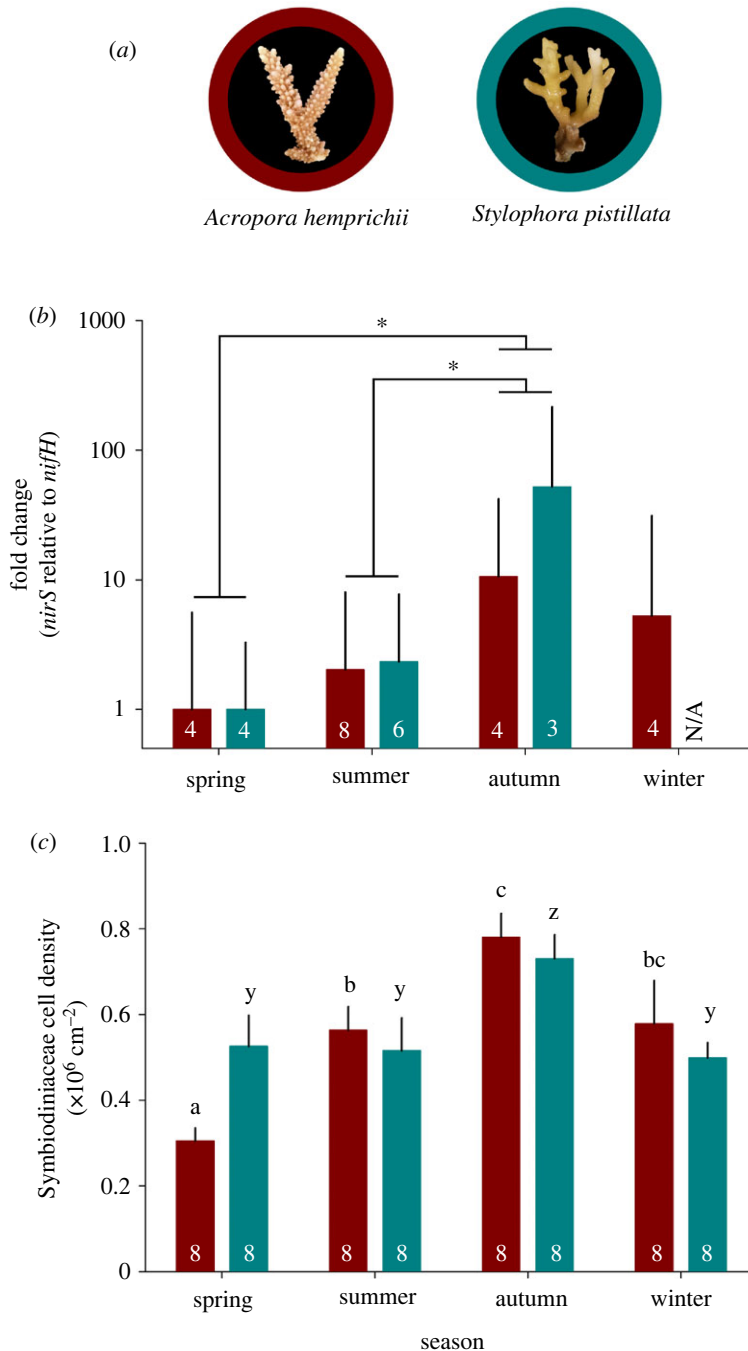 (a)
Acropora hemprichii
Stylophora pistillata
(b)
fold change
(nirS relative to nifH)
1000
100
10
1
*
*
4
4
8
6
4
3
4
N/A
spring
summer
autumn
winter
(c)
Symbiodiniaceae cell density
(×10⁶ cm⁻²)
1.0
0.8
0.6
0.4
0.2
0
a
y
b
y
c
z
bc
y
8
8
8
8
8
8
8
8
spring
summer
autumn
winter
season